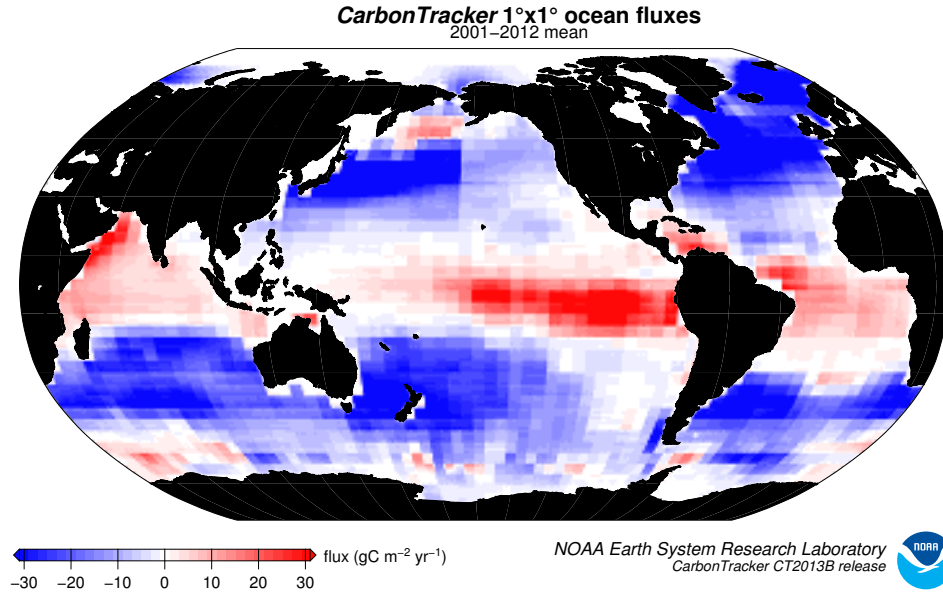 CarbonTracker 1°x1° ocean fluxes
2001−2012 mean
flux (gC m⁻² yr⁻¹)
−30 −20 −10 0 10 20 30
NOAA Earth System Research Laboratory
CarbonTracker CT2013B release
NOAA